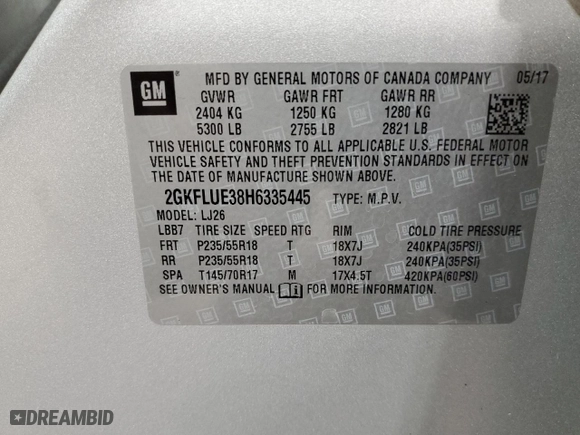 GM MFD BY GENERAL MOTORS OF CANADA COMPANY 05/17
GVWR GAWR FRT GAWR RR
2404 KG 1250 KG 1280 KG
5300 LB 2755 LB 2821 LB
THIS VEHICLE CONFORMS TO ALL APPLICABLE U.S. FEDERAL MOTOR
VEHICLE SAFETY AND THEFT PREVENTION STANDARDS IN EFFECT ON
THE DATE OF MANUFACTURE SHOWN ABOVE.
2GKFLUE38H6335445 TYPE: M.P.V.
MODEL: LJ26
LBB7 TIRE SIZE SPEED RTG RIM COLD TIRE PRESSURE
FRT P235/55R18 T 18X7J 240KPA(35PSI)
RR P235/55R18 T 18X7J 240KPA(35PSI)
SPA T145/70R17 M 17X4.5T 420KPA(60PSI)
SEE OWNER'S MANUAL FOR MORE INFORMATION.
DREAMBID